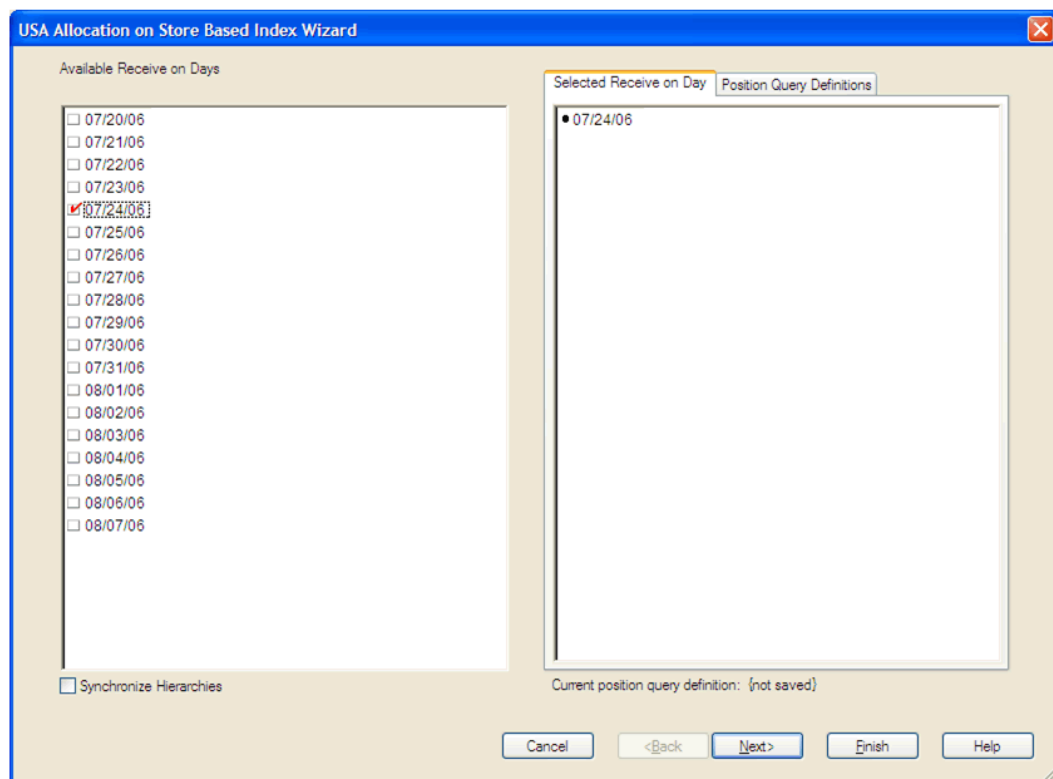 USA Allocation on Store Based Index Wizard
Available Receive on Days
Selected Receive on Day
Position Query Definitions
07/20/06
07/21/06
07/22/06
07/23/06
07/24/06
07/25/06
07/26/06
07/27/06
07/28/06
07/29/06
07/30/06
07/31/06
08/01/06
08/02/06
08/03/06
08/04/06
08/05/06
08/06/06
08/07/06
• 07/24/06
Synchronize Hierarchies
Current position query definition: {not saved}
Cancel
<Back
Next>
Finish
Help